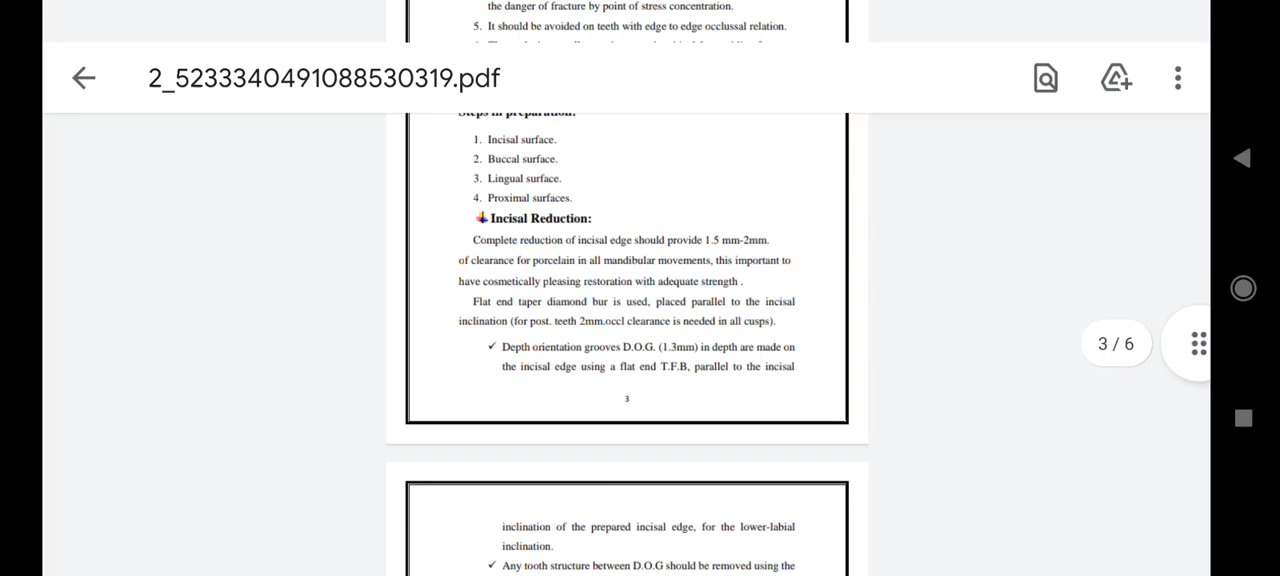 the danger of fracture by point of stress concentration.
5. It should be avoided on teeth with edge to edge occlussal relation.
2_5233340491088530319.pdf
Steps in preparation:
1. Incisal surface.
2. Buccal surface.
3. Lingual surface.
4. Proximal surfaces.
Incisal Reduction:
Complete reduction of incisal edge should provide 1.5 mm-2mm.
of clearance for porcelain in all mandibular movements, this important to
have cosmetically pleasing restoration with adequate strength .
Flat end taper diamond bur is used, placed parallel to the incisal
inclination (for post. teeth 2mm.occl clearance is needed in all cusps).
✓ Depth orientation grooves D.O.G. (1.3mm) in depth are made on
the incisal edge using a flat end T.F.B, parallel to the incisal
3 / 6
3
inclination of the prepared incisal edge, for the lower-labial
inclination.
✓ Any tooth structure between D.O.G should be removed using the